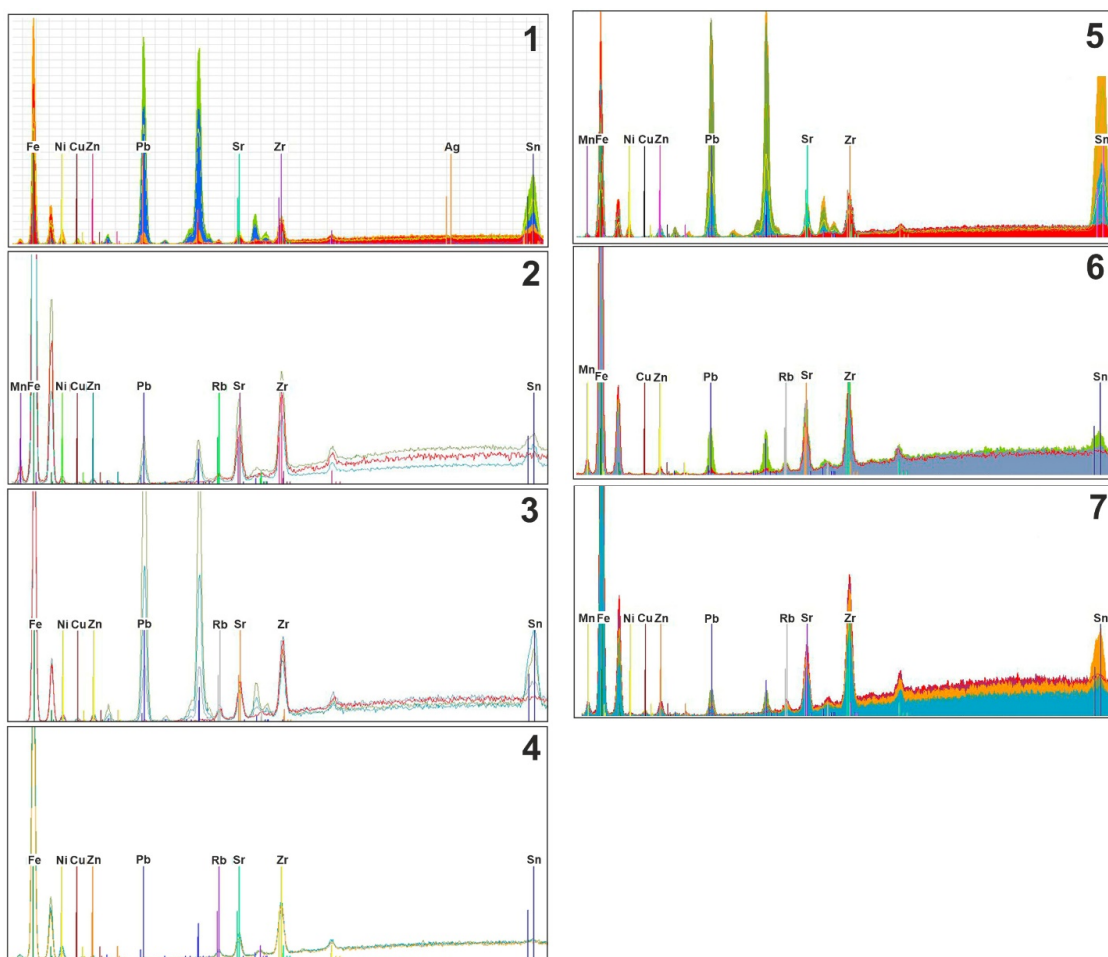 1
Fe Ni Cu Zn Pb Sr Zr Ag Sn
2
Mn Fe Ni Cu Zn Pb Rb Sr Zr Sn
3
Fe Ni Cu Zn Pb Rb Sr Zr Sn
4
Fe Ni Cu Zn Pb Rb Sr Zr Sn
5
Mn Fe Ni Cu Zn Pb Sr Zr Sn
6
Mn Fe Cu Zn Pb Rb Sr Zr Sn
7
Mn Fe Ni Cu Zn Pb Rb Sr Zr Sn